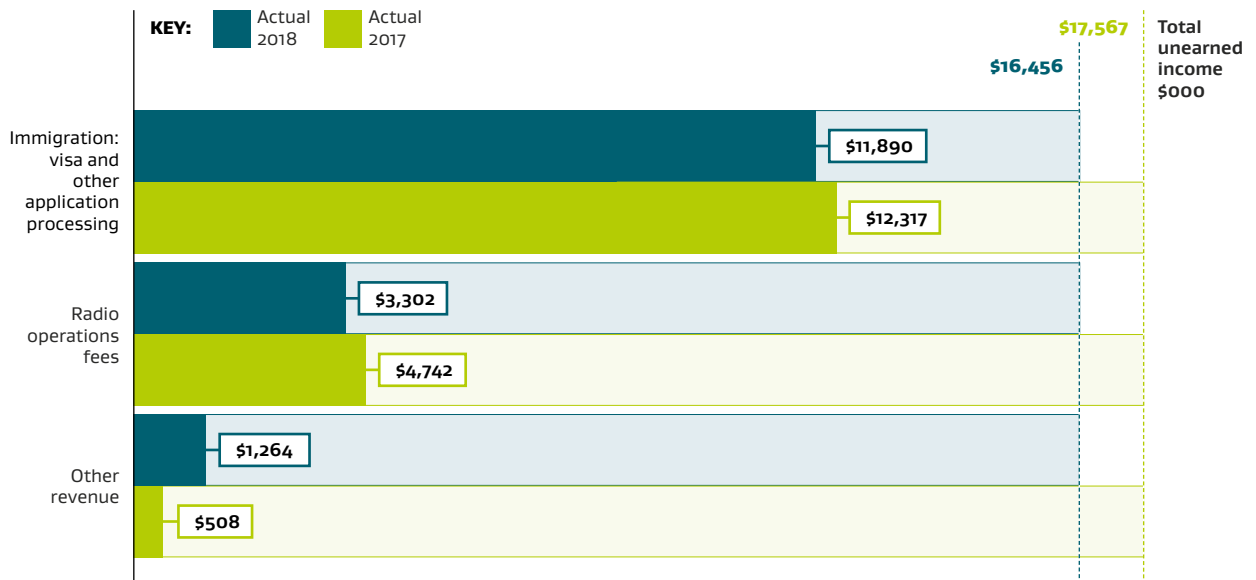 KEY:
Actual
2018
Actual
2017
$17,567
$16,456
Total
unearned
income
$000
Immigration:
visa and
other
application
processing
$11,890
$12,317
Radio
operations
fees
$3,302
$4,742
Other
revenue
$1,264
$508